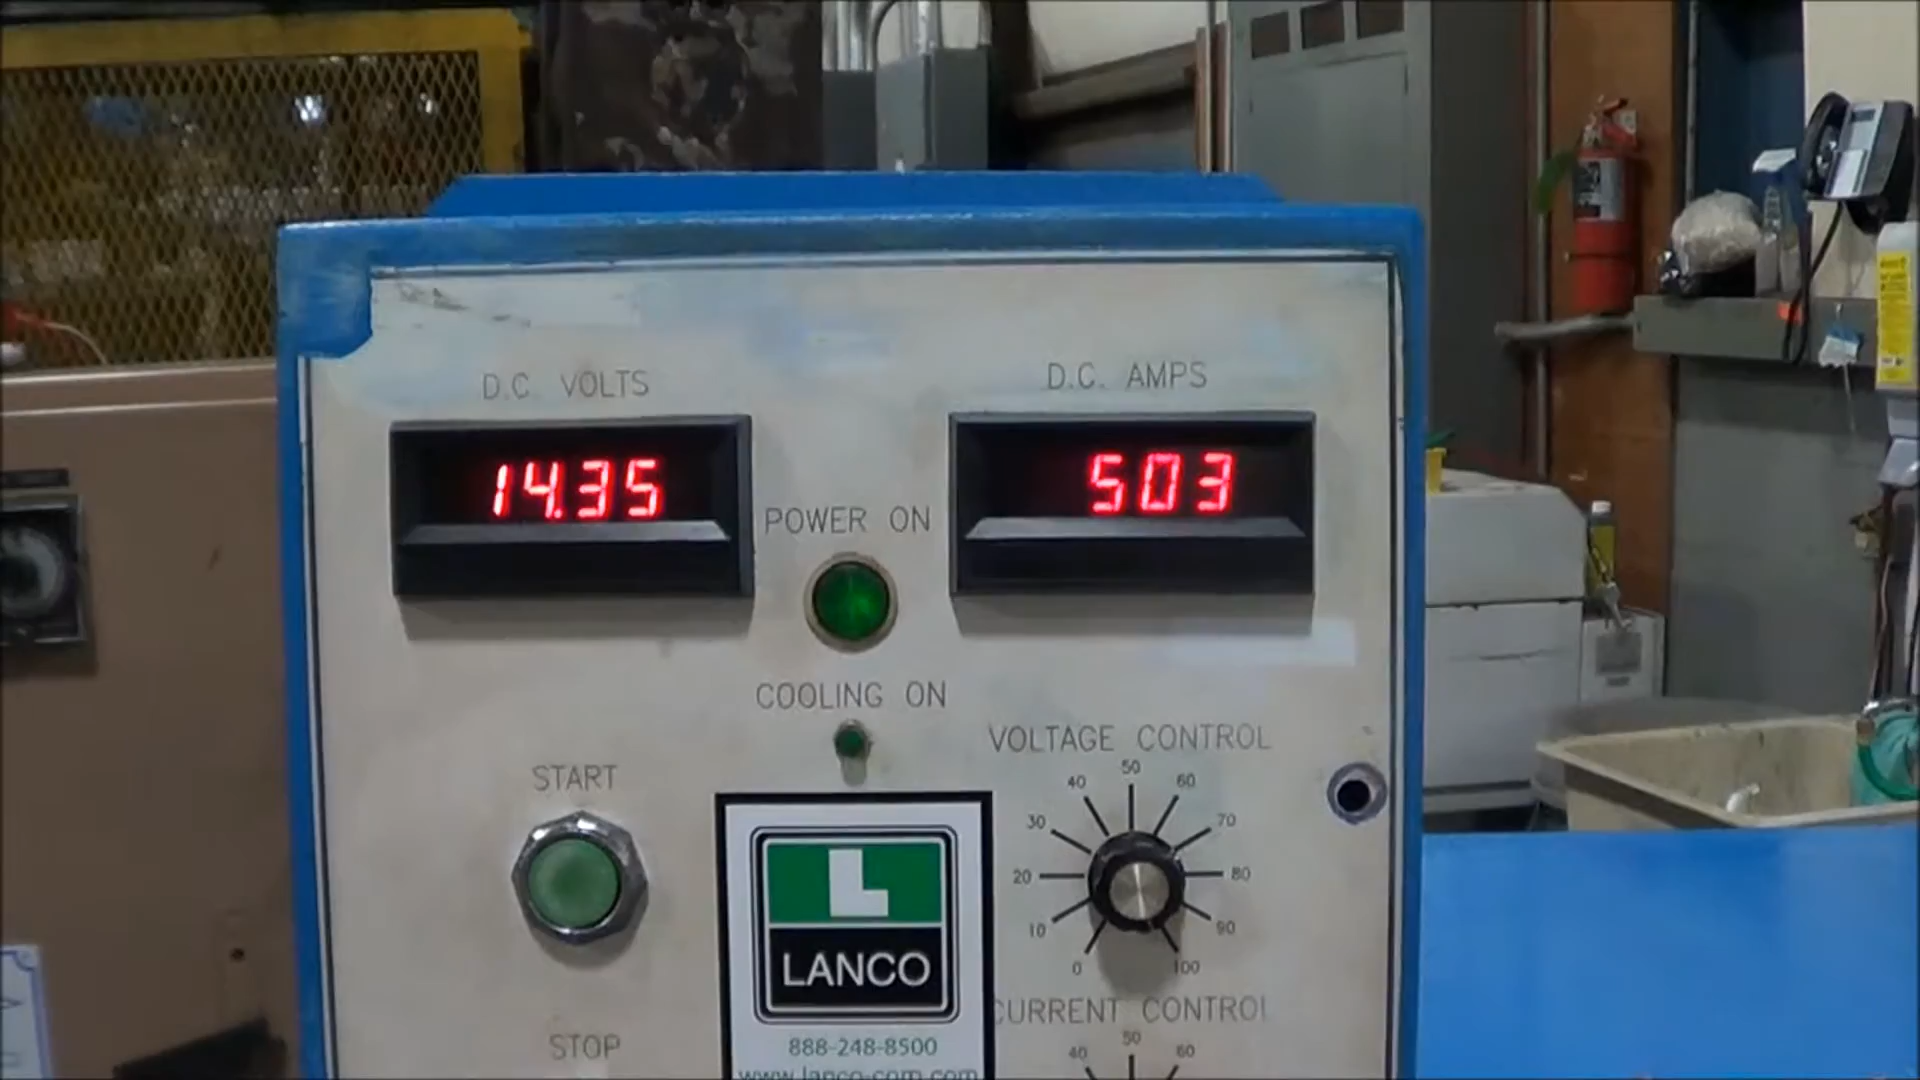 D.C. VOLTS
D.C. AMPS
14.35
503
POWER ON
COOLING ON
START
VOLTAGE CONTROL
0 10 20 30 40 50 60 70 80 90 100
L
LANCO
888-248-8500
www.lanco-com.com
STOP
CURRENT CONTROL
40 50 60